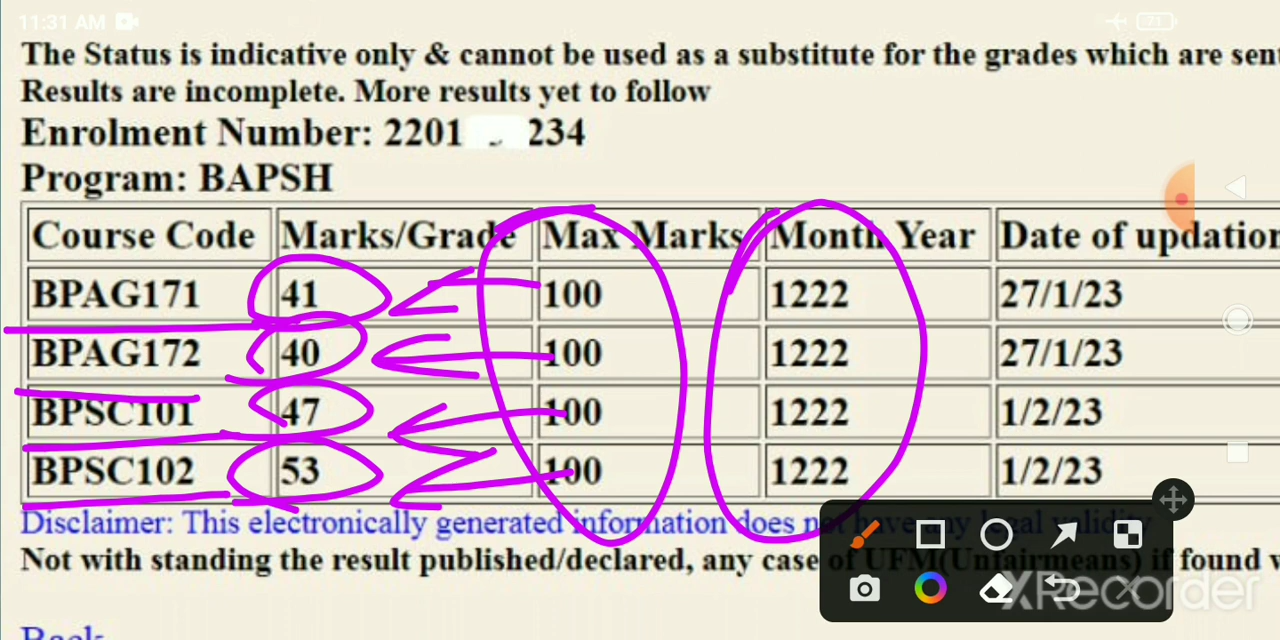 11:31 AM
71
The Status is indicative only & cannot be used as a substitute for the grades which are sent
Results are incomplete. More results yet to follow
Enrolment Number: 2201 234
Program: BAPSH
Course Code Marks/Grade Max Marks Month Year Date of updation
BPAG171 41 100 1222 27/1/23
BPAG172 40 100 1222 27/1/23
BPSC101 47 100 1222 1/2/23
BPSC102 53 100 1222 1/2/23
Disclaimer: This electronically generated information does not have any legal validity
Not with standing the result published/declared, any case of UFM(Unfairmeans) if found
XRecorder
Back